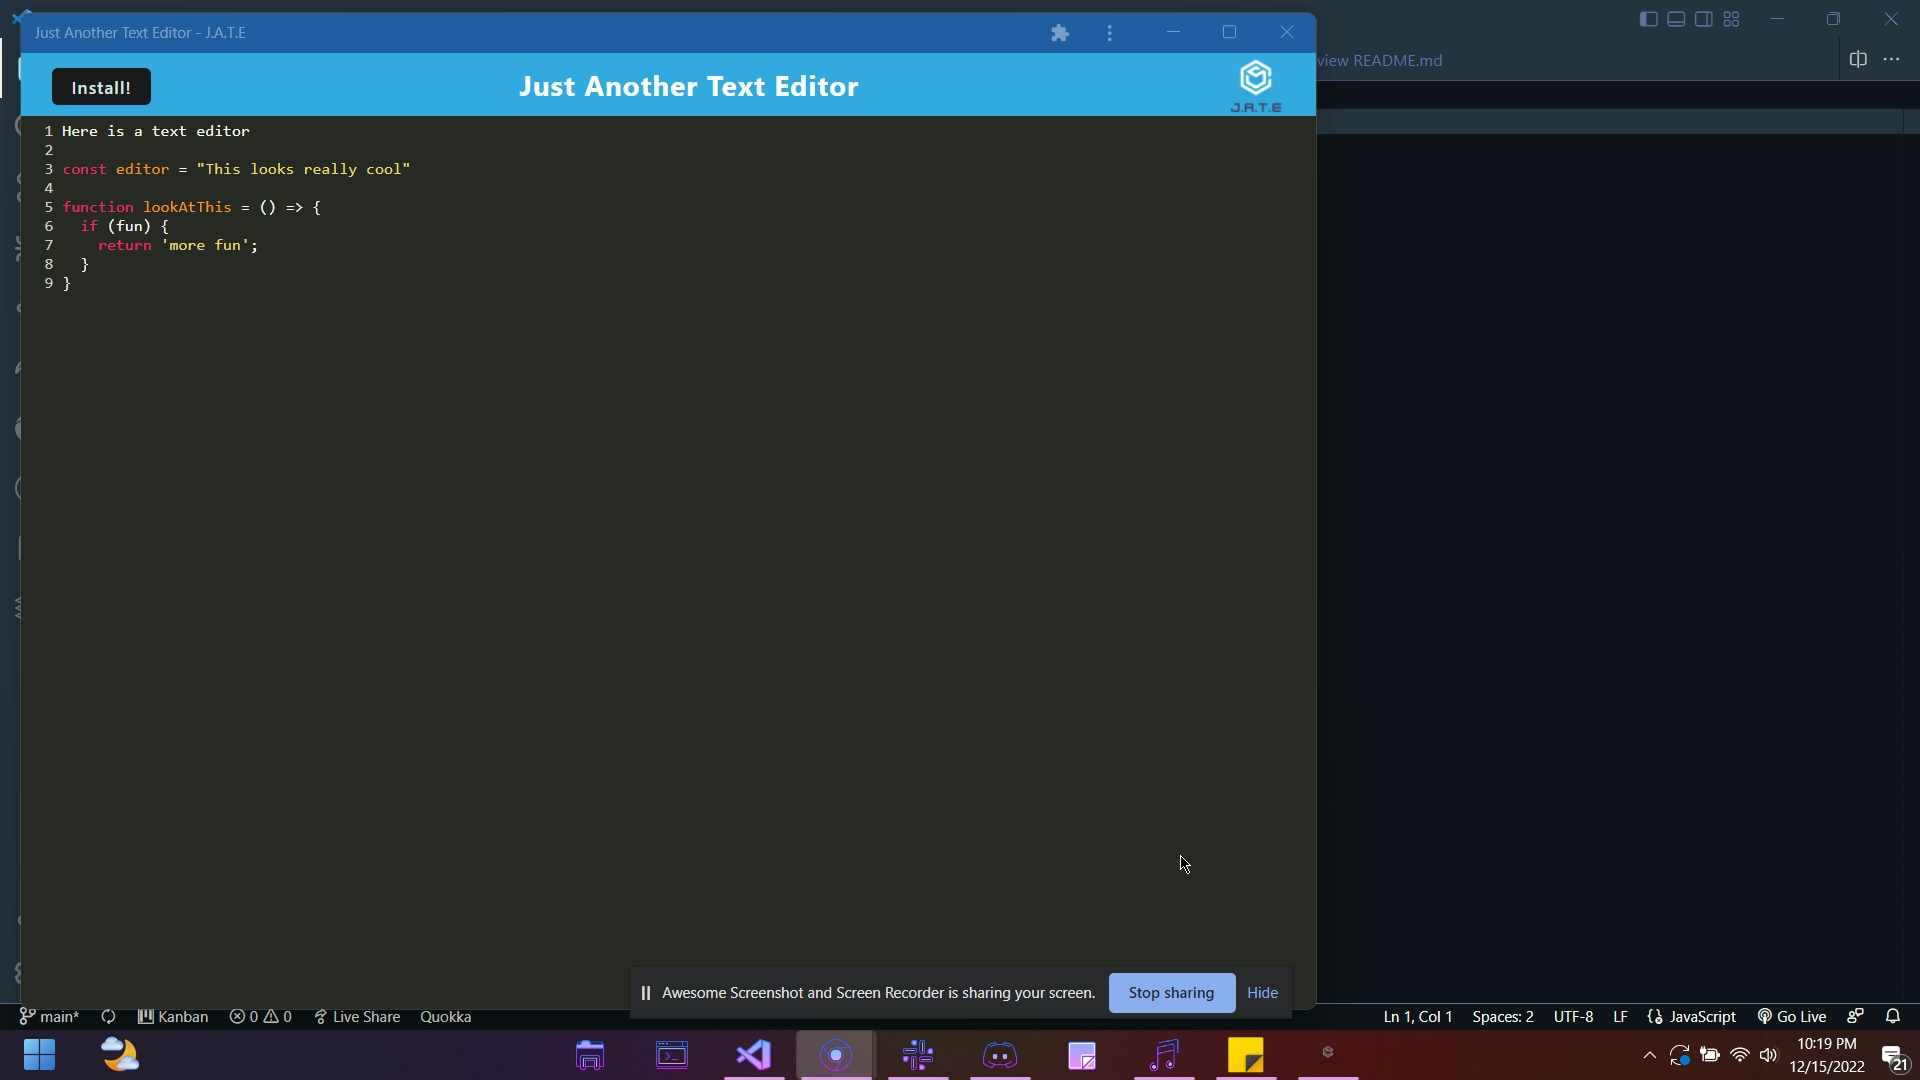 Just Another Text Editor - J.A.T.E
view README.md
Install!
Just Another Text Editor
J.A.T.E
1 Here is a text editor
2
3 const editor = "This looks really cool"
4
5 function lookAtThis = () => {
6   if (fun) {
7     return 'more fun';
8   }
9 }
Awesome Screenshot and Screen Recorder is sharing your screen.
Stop sharing
Hide
main* Kanban 0 0 Live Share Quokka
Ln 1, Col 1 Spaces: 2 UTF-8 LF JavaScript Go Live
10:19 PM
12/15/2022
21